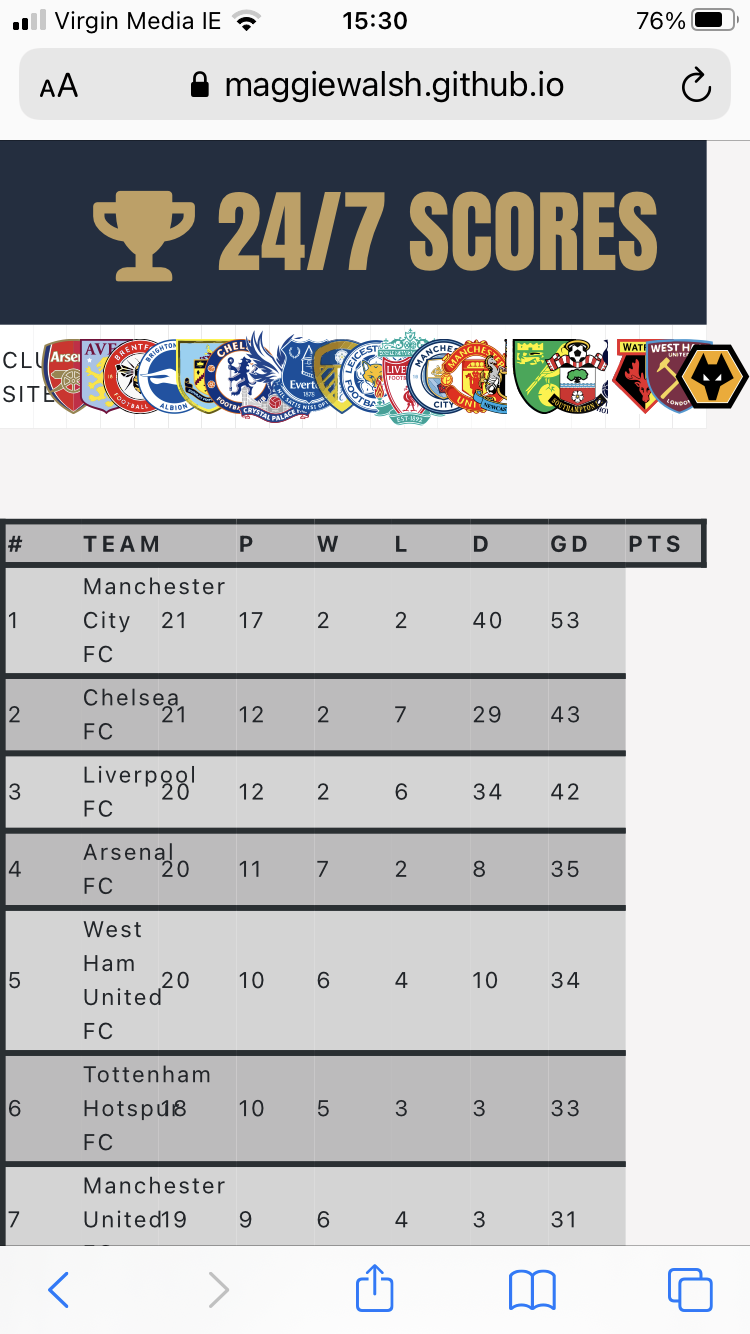 Virgin Media IE 15:30 76%
AA maggiewalsh.github.io
24/7 SCORES
CLU
SITE
# TEAM P W L D GD PTS
Manchester
1 City 21 17 2 2 40 53
FC
Chelsea
2 21 12 2 7 29 43
FC
Liverpool
3 20 12 2 6 34 42
FC
Arsenal
4 20 11 7 2 8 35
FC
West
Ham
5 20 10 6 4 10 34
United
FC
Tottenham
6 Hotspur 18 10 5 3 3 33
FC
Manchester
7 United 19 9 6 4 3 31